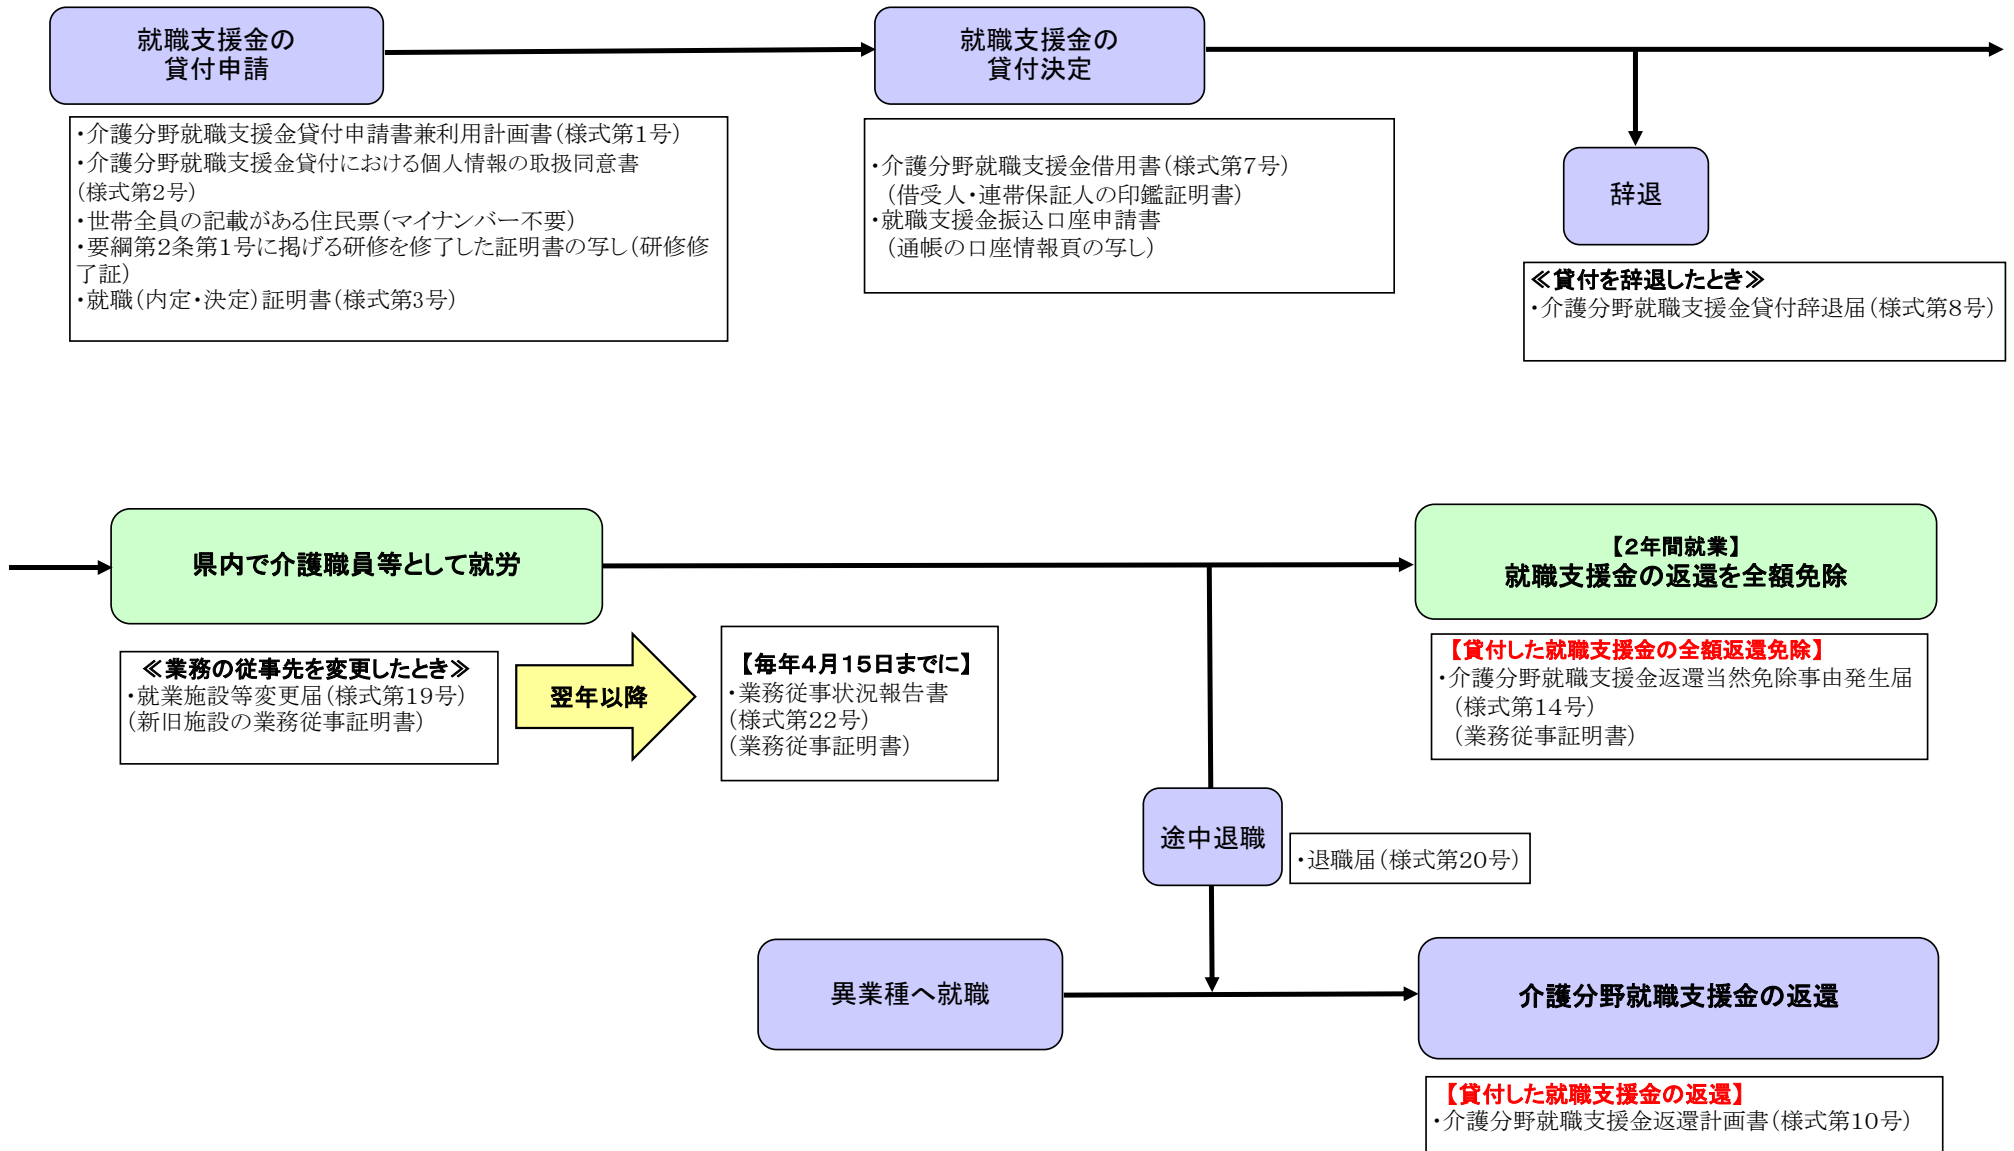 就職支援金の
貸付申請
就職支援金の
貸付決定
・介護分野就職支援金貸付申請書兼利用計画書(様式第1号)
・介護分野就職支援金貸付における個人情報の取扱同意書
(様式第2号)
・世帯全員の記載がある住民票(マイナンバー不要)
・要綱第2条第1号に掲げる研修を修了した証明書の写し(研修修
了証)
・就職(内定・決定)証明書(様式第3号)
・介護分野就職支援金借用書(様式第7号)
(借受人・連帯保証人の印鑑証明書)
・就職支援金振込口座申請書
(通帳の口座情報頁の写し)
辞退
≪貸付を辞退したとき≫
・介護分野就職支援金貸付辞退届(様式第8号)
県内で介護職員等として就労
【2年間就業】
就職支援金の返還を全額免除
≪業務の従事先を変更したとき≫
・就業施設等変更届(様式第19号)
(新旧施設の業務従事証明書)
翌年以降
【毎年4月15日までに】
・業務従事状況報告書
(様式第22号)
(業務従事証明書)
【貸付した就職支援金の全額返還免除】
・介護分野就職支援金返還当然免除事由発生届
(様式第14号)
(業務従事証明書)
途中退職
・退職届(様式第20号)
異業種へ就職
介護分野就職支援金の返還
【貸付した就職支援金の返還】
・介護分野就職支援金返還計画書(様式第10号)